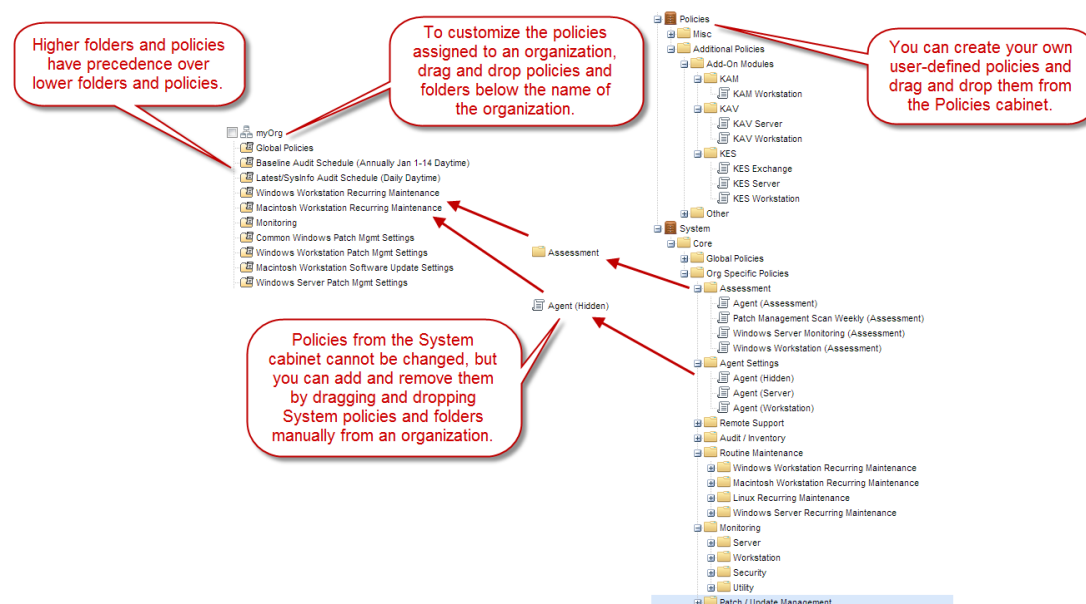 Higher folders and policies
have precedence over
lower folders and policies.
To customize the policies
assigned to an organization,
drag and drop policies and
folders below the name of
the organization.
You can create your own
user-defined policies and
drag and drop them from
the Policies cabinet.
myOrg
Global Policies
Baseline Audit Schedule (Annually Jan 1-14 Daytime)
Latest/SysInfo Audit Schedule (Daily Daytime)
Windows Workstation Recurring Maintenance
Macintosh Workstation Recurring Maintenance
Monitoring
Common Windows Patch Mgmt Settings
Windows Workstation Patch Mgmt Settings
Macintosh Workstation Software Update Settings
Windows Server Patch Mgmt Settings
Assessment
Agent (Hidden)
Policies from the System
cabinet cannot be changed, but
you can add and remove them
by dragging and dropping
System policies and folders
manually from an organization.
Policies
Misc
Additional Policies
Add-On Modules
KAM
KAM Workstation
KAV
KAV Server
KAV Workstation
KES
KES Exchange
KES Server
KES Workstation
Other
System
Core
Global Policies
Org Specific Policies
Assessment
Agent (Assessment)
Patch Management Scan Weekly (Assessment)
Windows Server Monitoring (Assessment)
Windows Workstation (Assessment)
Agent Settings
Agent (Hidden)
Agent (Server)
Agent (Workstation)
Remote Support
Audit / Inventory
Routine Maintenance
Windows Workstation Recurring Maintenance
Macintosh Workstation Recurring Maintenance
Linux Recurring Maintenance
Windows Server Recurring Maintenance
Monitoring
Server
Workstation
Security
Utility
Patch / Update Management